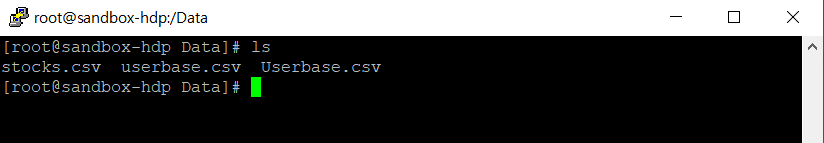 root@sandbox-hdp:/Data
[root@sandbox-hdp Data]# ls
stocks.csv  userbase.csv  Userbase.csv
[root@sandbox-hdp Data]#